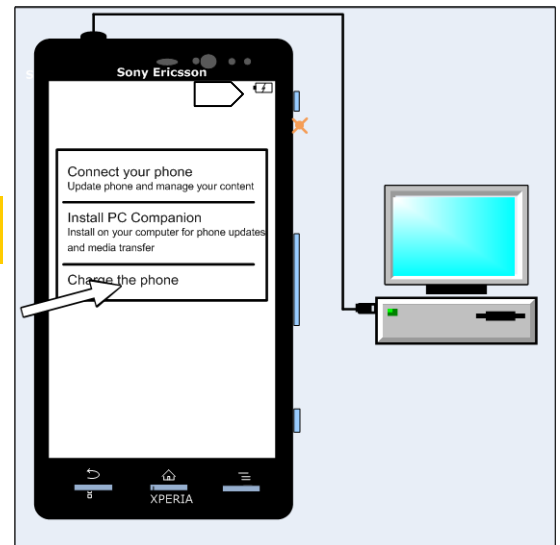 Sony Ericsson
Connect your phone
Update phone and manage your content
Install PC Companion
Install on your computer for phone updates
and media transfer
Charge the phone
XPERIA